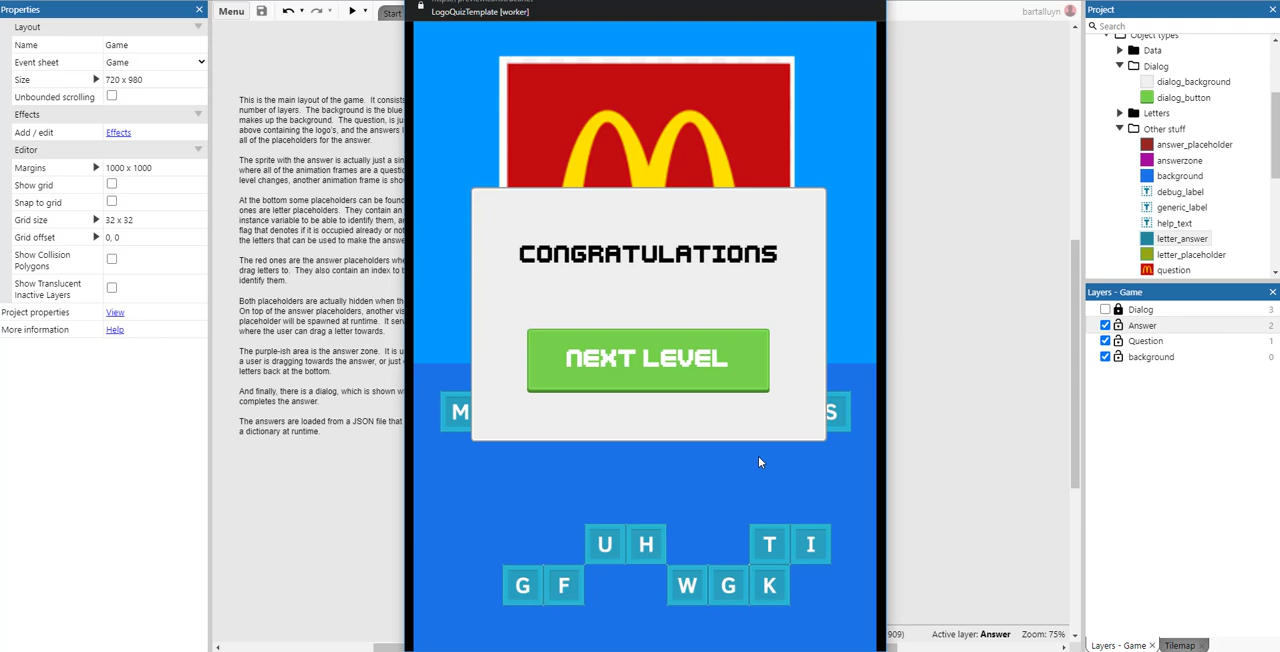 Properties
Layout
Name Game
Event sheet Game
Size 720 x 980
Unbounded scrolling
Effects
Add / edit Effects
Editor
Margins 1000 x 1000
Show grid
Snap to grid
Grid size 32 x 32
Grid offset 0, 0
Show Collision
Polygons
Show Translucent
Inactive Layers
Project properties View
More information Help
Menu
Start
This is the main layout of the game. It consists
number of layers. The background is the blue
makes up the background. The question, is jus
above containing the logo's, and the answers l
all of the placeholders for the answer.
The sprite with the answer is actually just a sin
where all of the animation frames are a questio
level changes, another animation frame is sho
At the bottom some placeholders can be found
ones are letter placeholders. They contain an
instance variable to be able to identify them, an
flag that denotes if it is occupied already or not
the letters that can be used to make the answe
The red ones are the answer placeholders whe
drag letters to. They also contain an index to b
identify them.
Both placeholders are actually hidden when the
On top of the answer placeholders, another vis
placeholder will be spawned at runtime. It serv
where the user can drag a letter towards.
The purple-ish area is the answer zone. It is us
a user is dragging towards the answer, or just d
letters back at the bottom.
And finally, there is a dialog, which is shown w
completes the answer.
The answers are loaded from a JSON file that
a dictionary at runtime.
LogoQuizTemplate [worker]
CONGRATULATIONS
NEXT LEVEL
M S
U H T I
G F W G K
bartalluyn
909) Active layer: Answer Zoom: 75%
Project
Search
Object types
Data
Dialog
dialog_background
dialog_button
Letters
Other stuff
answer_placeholder
answerzone
background
debug_label
generic_label
help_text
letter_answer
letter_placeholder
question
Layers - Game
Dialog 3
Answer 2
Question 1
background 0
Layers - Game Tilemap